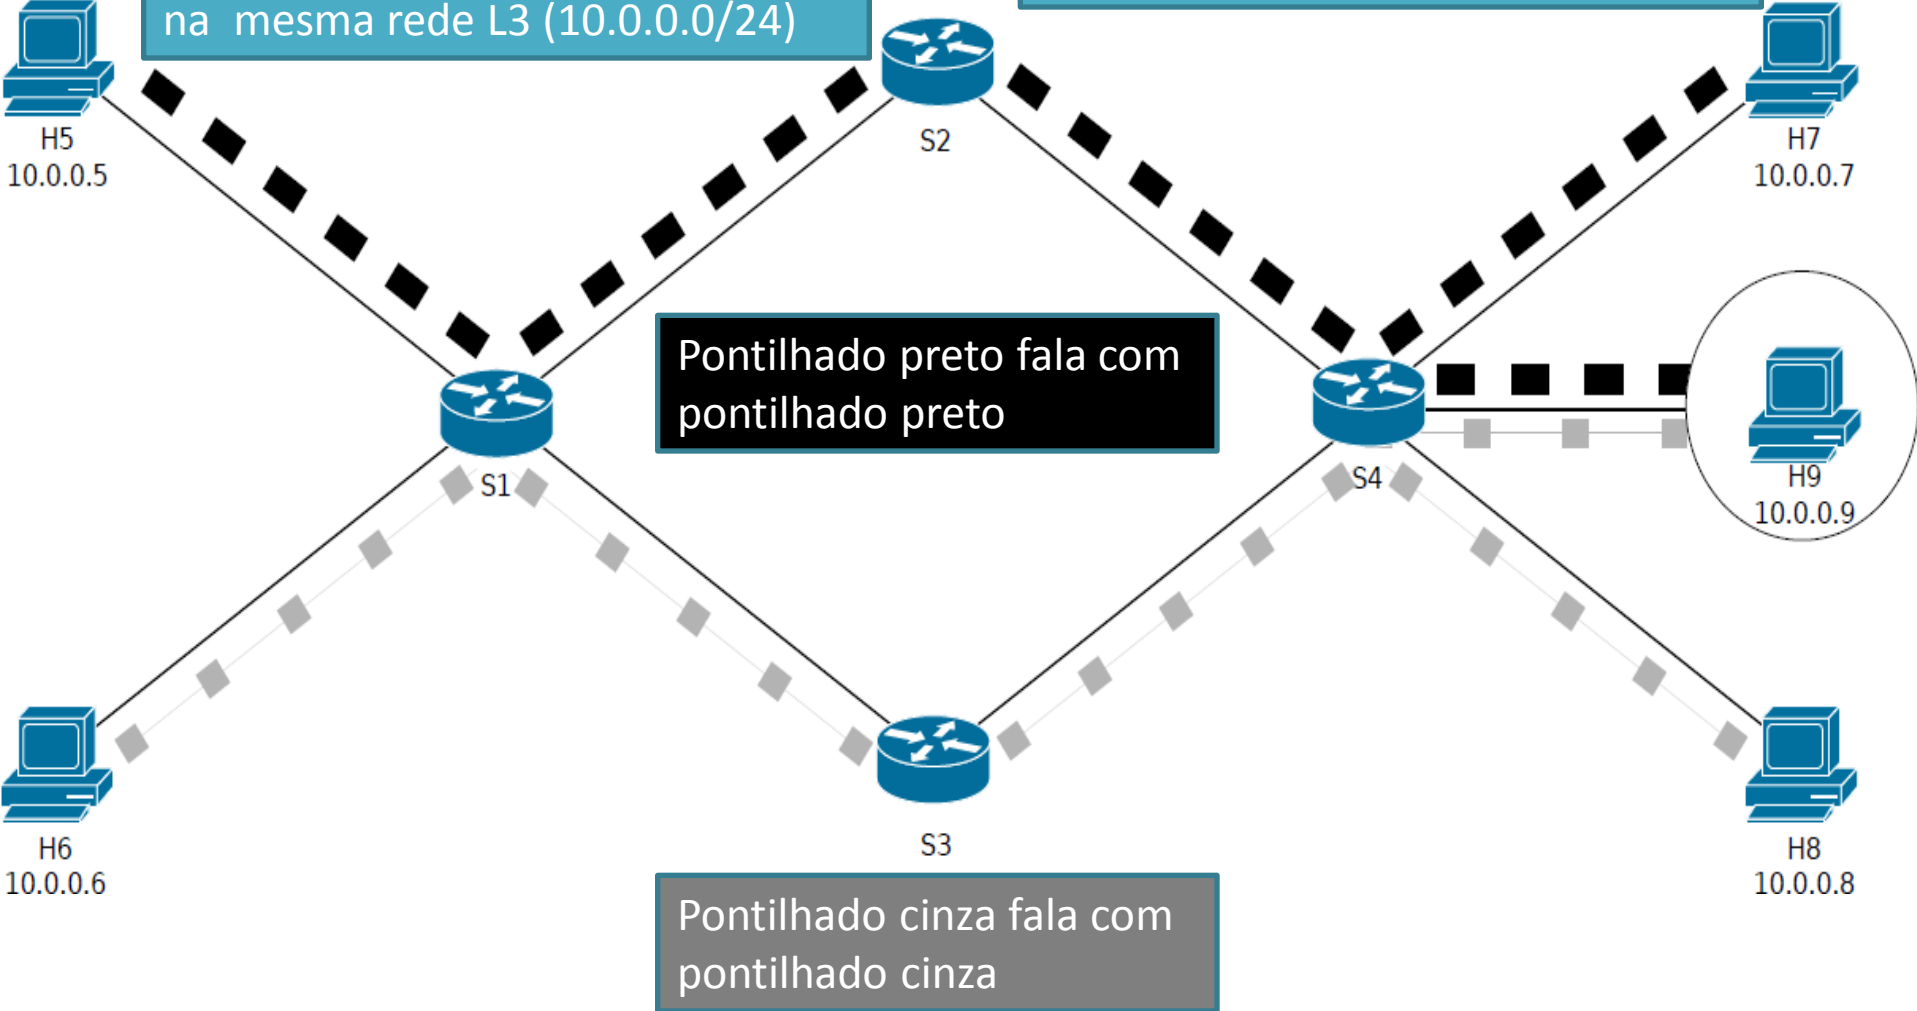 na mesma rede L3 (10.0.0.0/24)
H5
10.0.0.5
S2
H7
10.0.0.7
Pontilhado preto fala com
pontilhado preto
S1
S4
H9
10.0.0.9
H6
10.0.0.6
S3
H8
10.0.0.8
Pontilhado cinza fala com
pontilhado cinza